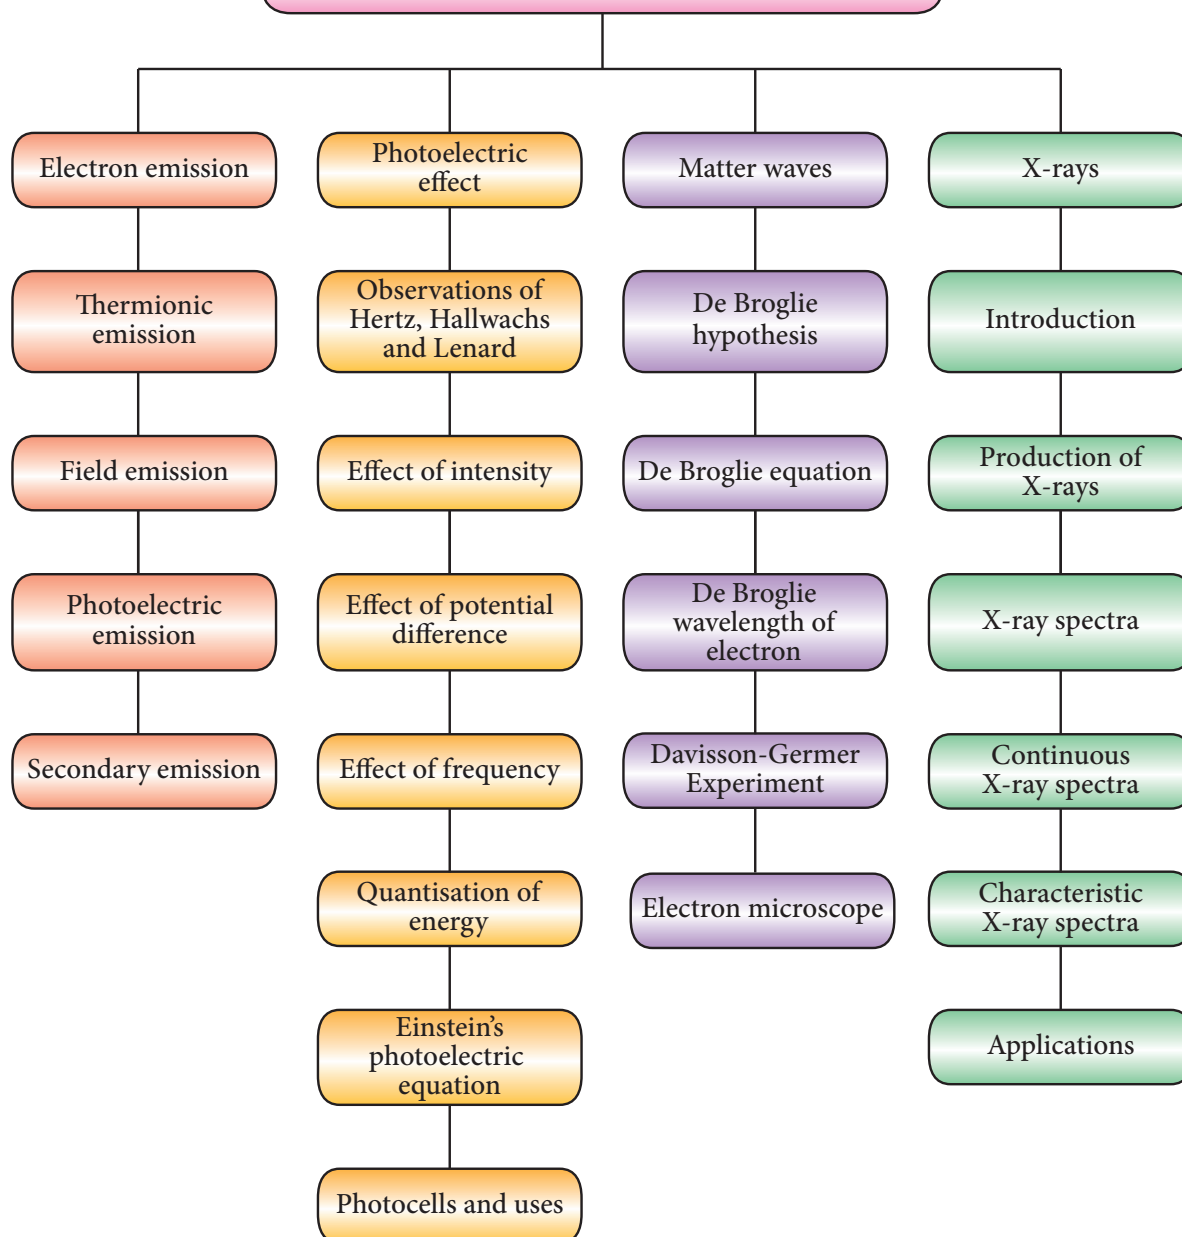 Electron emission
Thermionic
emission
Field emission
Photoelectric
emission
Secondary emission
Photoelectric
effect
Observations of
Hertz, Hallwachs
and Lenard
Effect of intensity
Effect of potential
difference
Effect of frequency
Quantisation of
energy
Einstein’s
photoelectric
equation
Photocells and uses
Matter waves
De Broglie
hypothesis
De Broglie equation
De Broglie
wavelength of
electron
Davisson-Germer
Experiment
Electron microscope
X-rays
Introduction
Production of
X-rays
X-ray spectra
Continuous
X-ray spectra
Characteristic
X-ray spectra
Applications